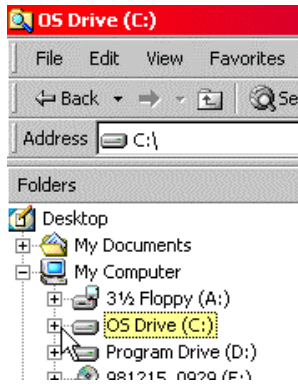 OS Drive (C:)
File Edit View Favorites
Back Se
Address C:\
Folders
Desktop
My Documents
My Computer
3½ Floppy (A:)
OS Drive (C:)
Program Drive (D:)
981215_0929 (E:)